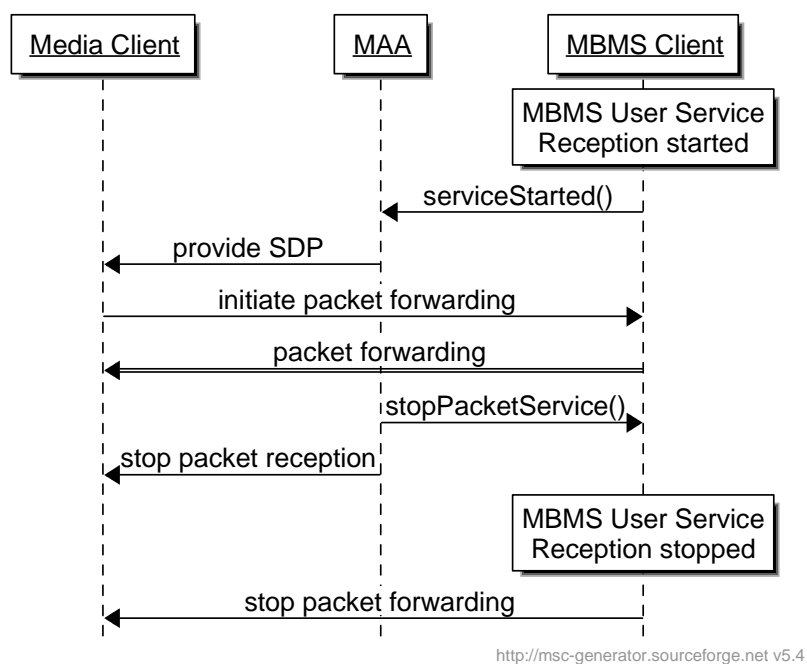 Media Client
MAA
MBMS Client
MBMS User Service
Reception started
serviceStarted()
provide SDP
initiate packet forwarding
packet forwarding
stopPacketService()
stop packet reception
MBMS User Service
Reception stopped
stop packet forwarding
http://msc-generator.sourceforge.net v5.4